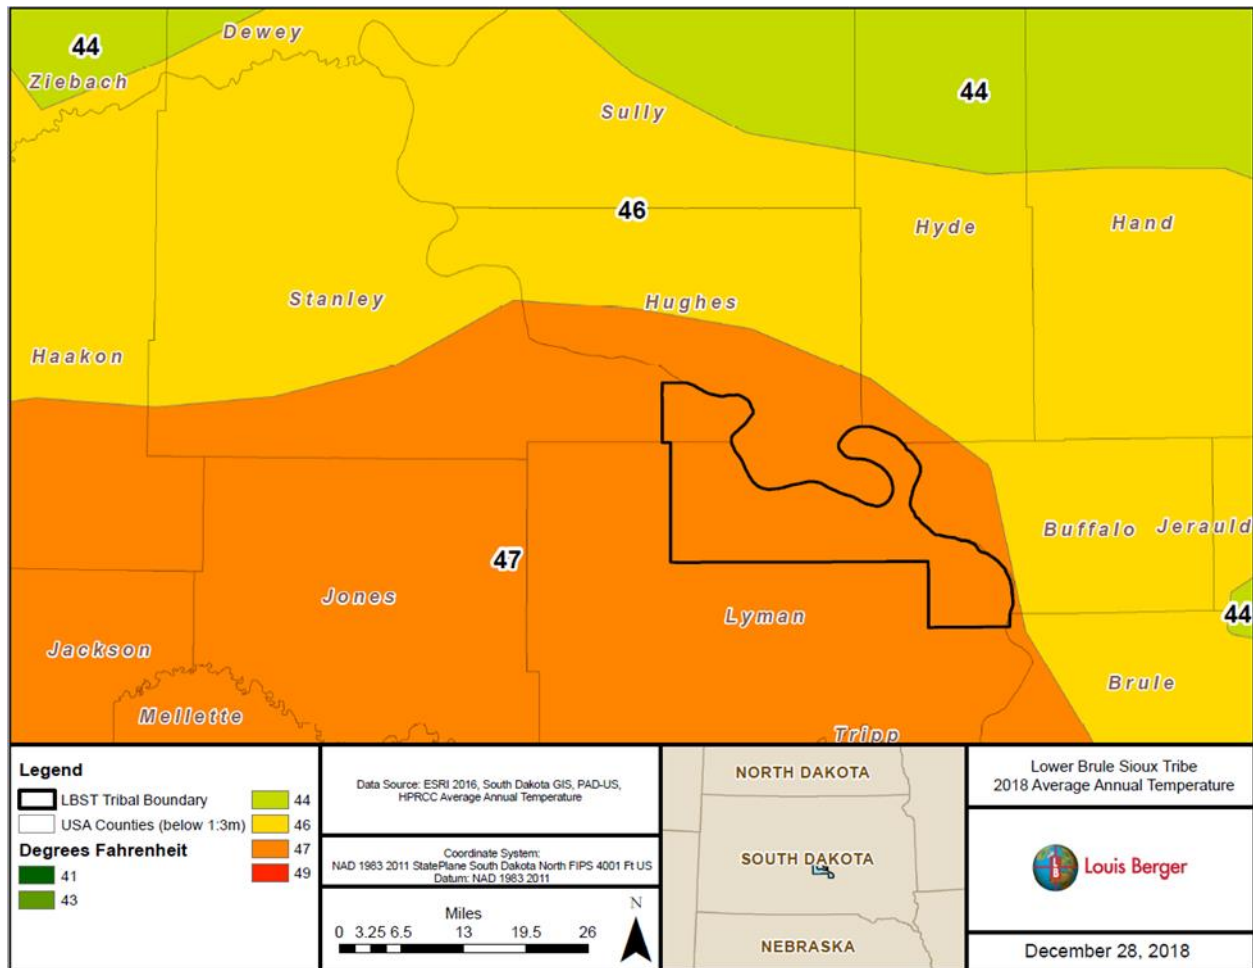 44
Dewey
Ziebach
Sully
44
46
Hyde
Hand
Stanley
Hughes
Haakon
Buffalo
Jerauld
47
Jones
Lyman
44
Jackson
Brule
Mellette
Tripp
Legend
LBST Tribal Boundary
USA Counties (below 1:3m)
Degrees Fahrenheit
41
43
44
46
47
49
Data Source: ESRI 2016, South Dakota GIS, PAD-US,
HPRCC Average Annual Temperature
Coordinate System:
NAD 1983 2011 StatePlane South Dakota North FIPS 4001 Ft US
Datum: NAD 1983 2011
Miles
0 3.25 6.5 13 19.5 26
N
NORTH DAKOTA
SOUTH DAKOTA
NEBRASKA
Lower Brule Sioux Tribe
2018 Average Annual Temperature
L
B
Louis Berger
December 28, 2018